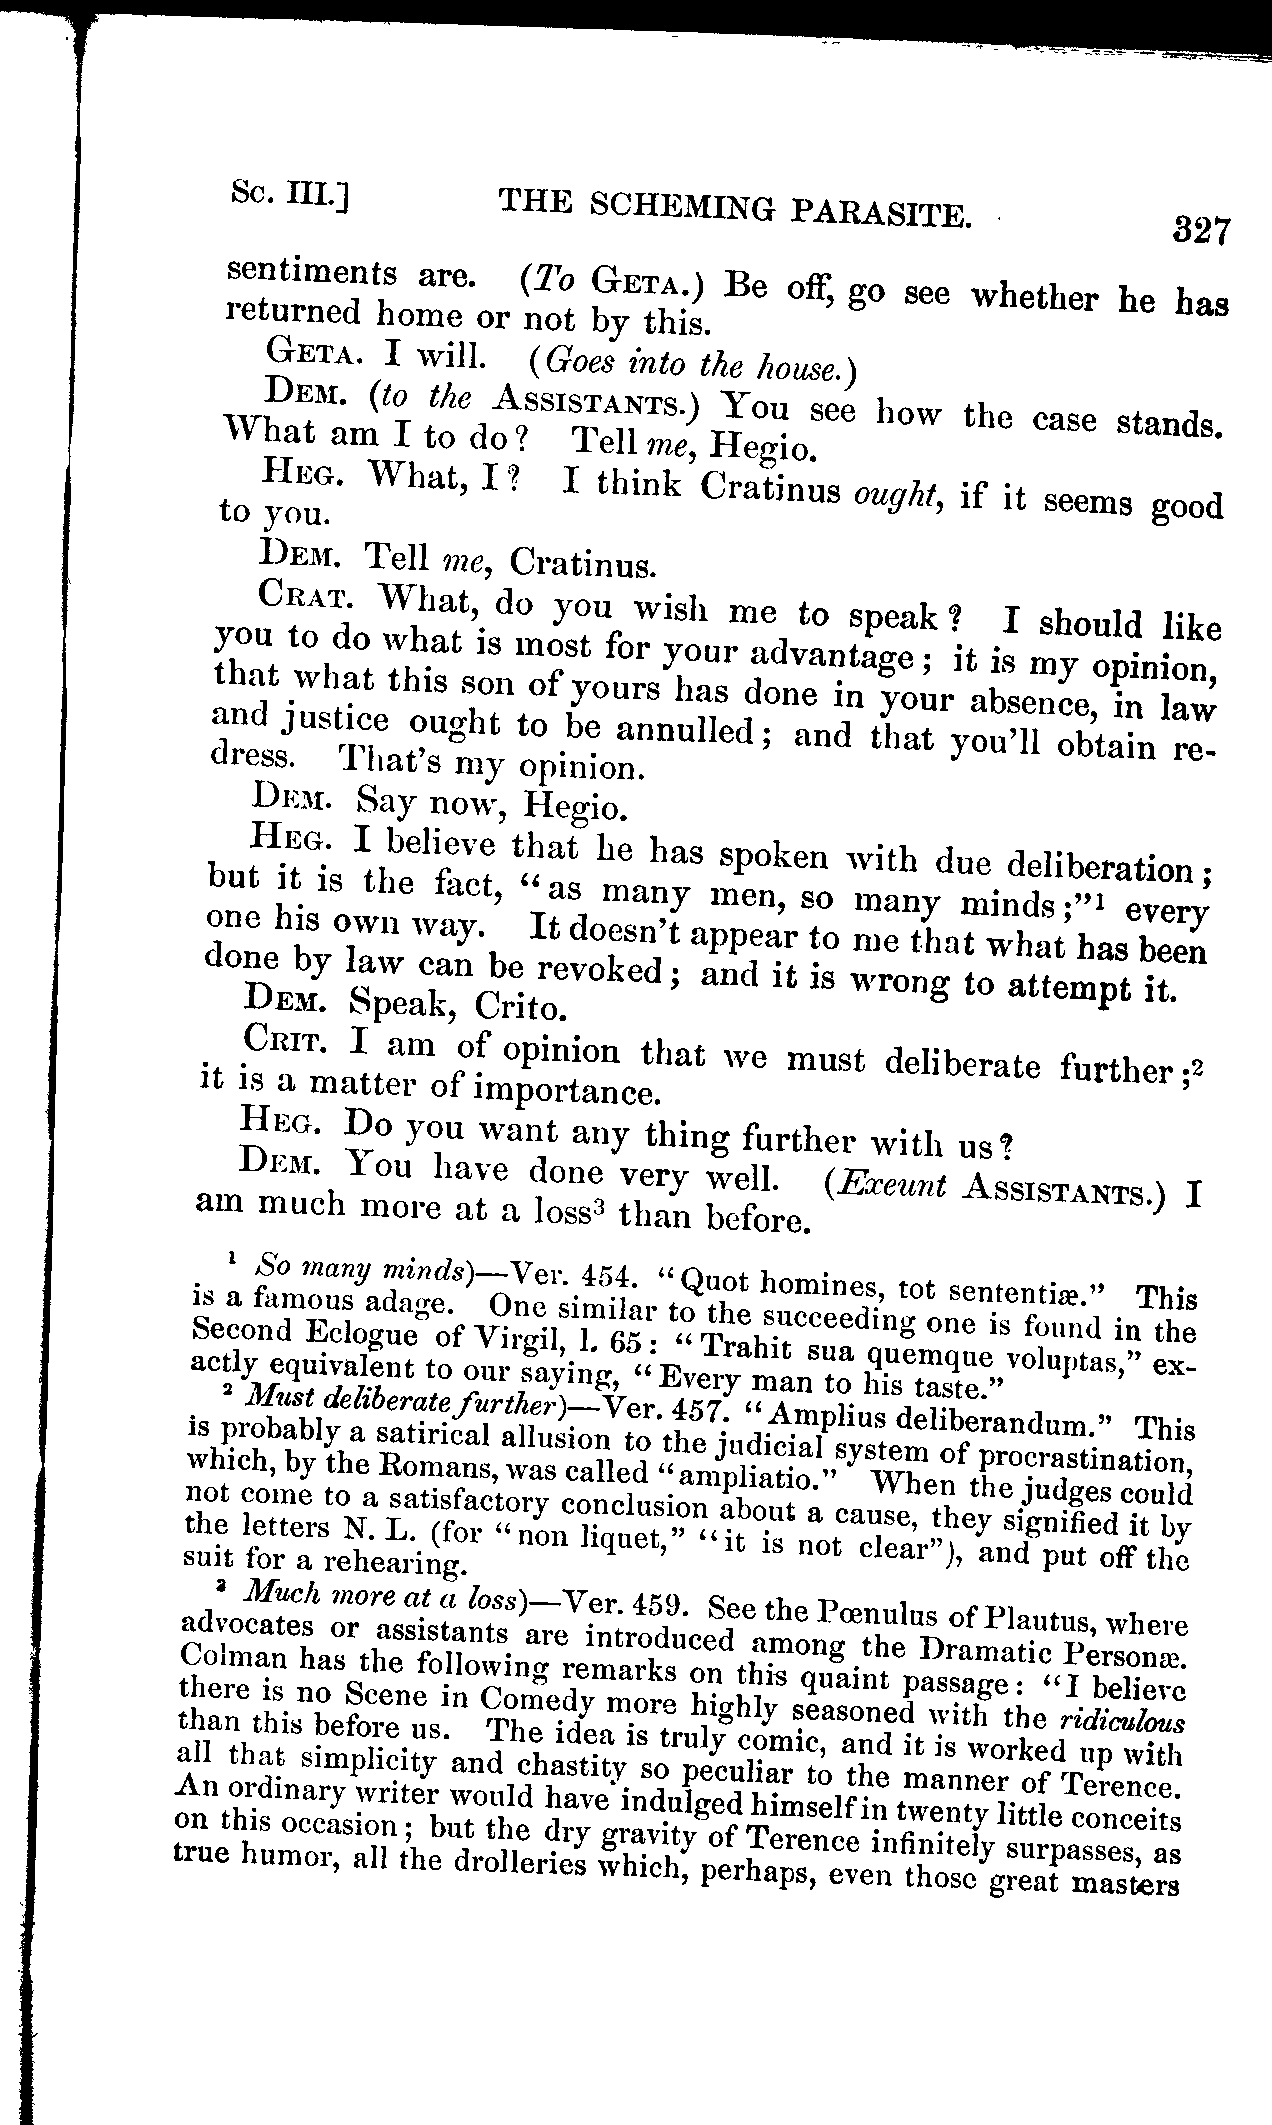 Sc. III.] THE SCHEMING PARASITE. 327
sentiments are. (To Geta.) Be off, go see whether he has
returned home or not by this.
Geta. I will. (Goes into the house.)
Dem. (to the Assistants.) You see how the case stands.
What am I to do? Tell me, Hegio.
Heg. What, I? I think Cratinus ought, if it seems good
to you.
Dem. Tell me, Cratinus.
Crat. What, do you wish me to speak? I should like
you to do what is most for your advantage; it is my opinion,
that what this son of yours has done in your absence, in law
and justice ought to be annulled; and that you'll obtain re-
dress. That's my opinion.
Dem. Say now, Hegio.
Heg. I believe that he has spoken with due deliberation;
but it is the fact, "as many men, so many minds;"¹ every
one his own way. It doesn't appear to me that what has been
done by law can be revoked; and it is wrong to attempt it.
Dem. Speak, Crito.
Crit. I am of opinion that we must deliberate further;²
it is a matter of importance.
Heg. Do you want any thing further with us?
Dem. You have done very well. (Exeunt Assistants.) I
am much more at a loss³ than before.
¹ So many minds)—Ver. 454. "Quot homines, tot sententiæ." This
is a famous adage. One similar to the succeeding one is found in the
Second Eclogue of Virgil, l. 65: "Trahit sua quemque voluptas," ex-
actly equivalent to our saying, "Every man to his taste."
² Must deliberate further)—Ver. 457. "Amplius deliberandum." This
is probably a satirical allusion to the judicial system of procrastination,
which, by the Romans, was called "ampliatio." When the judges could
not come to a satisfactory conclusion about a cause, they signified it by
the letters N. L. (for "non liquet," "it is not clear"), and put off the
suit for a rehearing.
³ Much more at a loss)—Ver. 459. See the Pœnulus of Plautus, where
advocates or assistants are introduced among the Dramatic Personæ.
Colman has the following remarks on this quaint passage: "I believe
there is no Scene in Comedy more highly seasoned with the ridiculous
than this before us. The idea is truly comic, and it is worked up with
all that simplicity and chastity so peculiar to the manner of Terence.
An ordinary writer would have indulged himself in twenty little conceits
on this occasion; but the dry gravity of Terence infinitely surpasses, as
true humor, all the drolleries which, perhaps, even those great masters